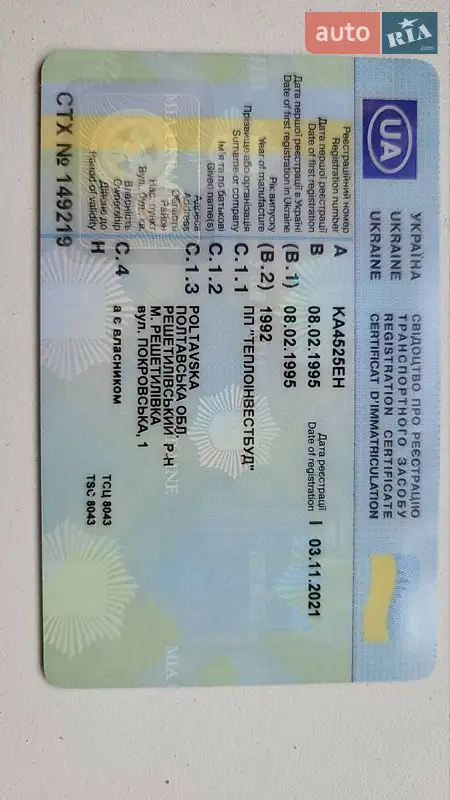 auto RIA .com
UA
УКРАЇНА
UKRAINE
UKRAINE
СВІДОЦТВО ПРО РЕЄСТРАЦІЮ
ТРАНСПОРТНОГО ЗАСОБУ
REGISTRATION CERTIFICATE
CERTIFICAT D'IMMATRICULATION
Реєстраційний номер
Registration number
A KA4525EH
Дата першої реєстрації
Date of first registration
B 08.02.1995
Дата реєстрації
Date of registration
I 03.11.2021
Дата першої реєстрації в Україні
Date of first registration in Ukraine
(B.1) 08.02.1995
Рік випуску
Year of manufacture
(B.2) 1992
Прізвище або організація
Surname or company
C.1.1 ПП "ТЕПЛОІНВЕСТБУД"
Ім'я та по батькові
Given name(s)
C.1.2
Адреса
Address
C.1.3 POLTAVSKA
Область
ПОЛТАВСЬКА ОБЛ.
Район
РЕШЕТИЛІВСЬКИЙ Р-Н
Нас. пункт
М. РЕШЕТИЛІВКА
вул. ПОКРОВСЬКА, 1
Власність
Ownership
C.4 а є власником
Дійсно до
Period of validity
H
ТСЦ 8043
TSC 8043
СТХ № 149219